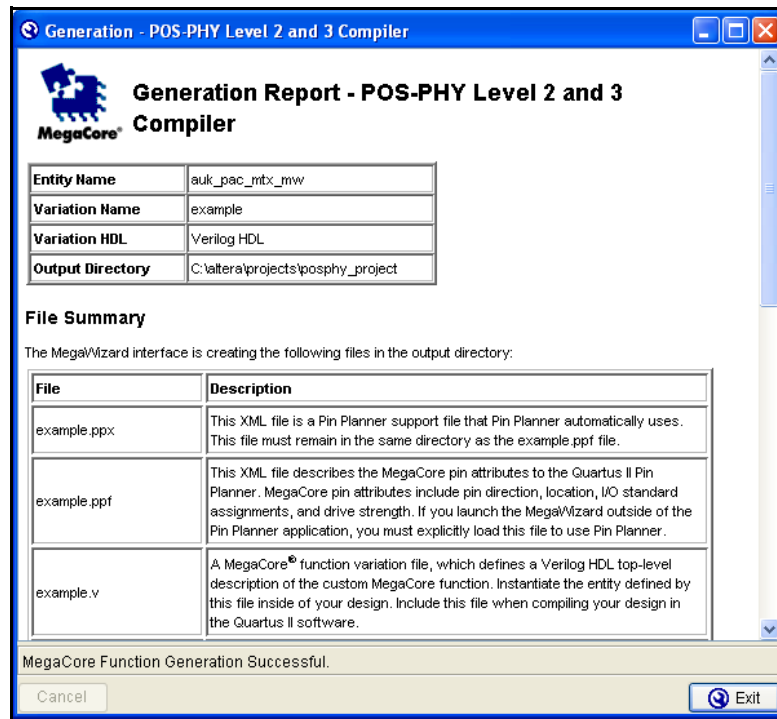 Generation - POS-PHY Level 2 and 3 Compiler
MegaCore®
Generation Report - POS-PHY Level 2 and 3
Compiler
Entity Name auk_pac_mtx_mw
Variation Name example
Variation HDL Verilog HDL
Output Directory C:\altera\projects\posphy_project
File Summary
The MegaWizard interface is creating the following files in the output directory:
File Description
example.ppx
This XML file is a Pin Planner support file that Pin Planner automatically uses.
This file must remain in the same directory as the example.ppf file.
example.ppf
This XML file describes the MegaCore pin attributes to the Quartus II Pin
Planner. MegaCore pin attributes include pin direction, location, I/O standard
assignments, and drive strength. If you launch the MegaWizard outside of the
Pin Planner application, you must explicitly load this file to use Pin Planner.
example.v
A MegaCore® function variation file, which defines a Verilog HDL top-level
description of the custom MegaCore function. Instantiate the entity defined by
this file inside of your design. Include this file when compiling your design in
the Quartus II software.
MegaCore Function Generation Successful.
Cancel
Exit